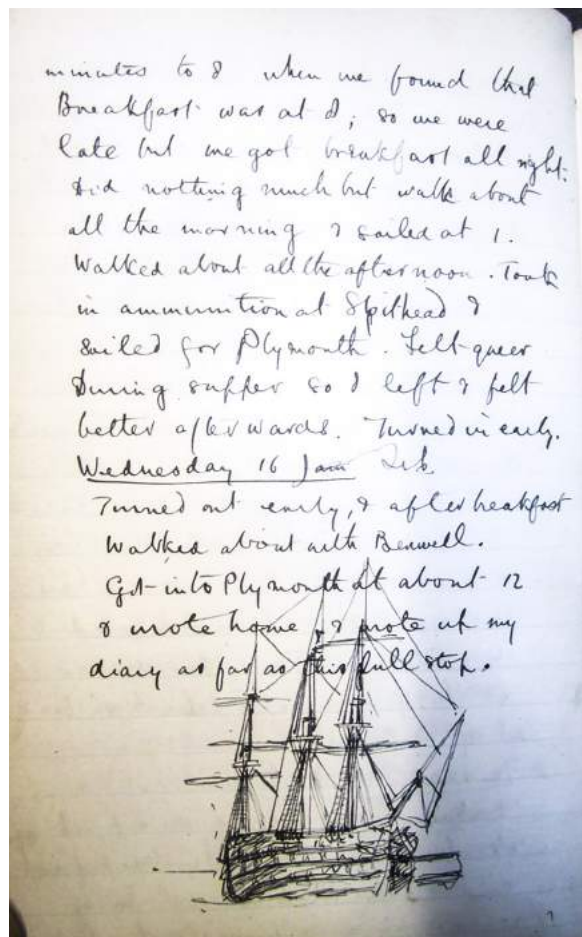 minutes to 8 when we found that
Breakfast was at 8, so we were
late but we got breakfast all right.
Did nothing much but walk about
all the morning & sailed at 1.
Walked about all the afternoon. Took
in ammunition at Spithead &
sailed for Plymouth. Felt queer
During supper so I left & felt
better afterwards. Turned in early.
Wednesday 16 Jan Feb.
Turned out early, & after breakfast
Walked about with Benwell.
Got into Plymouth at about 12
& wrote home & wrote up my
diary as far as this full stop.